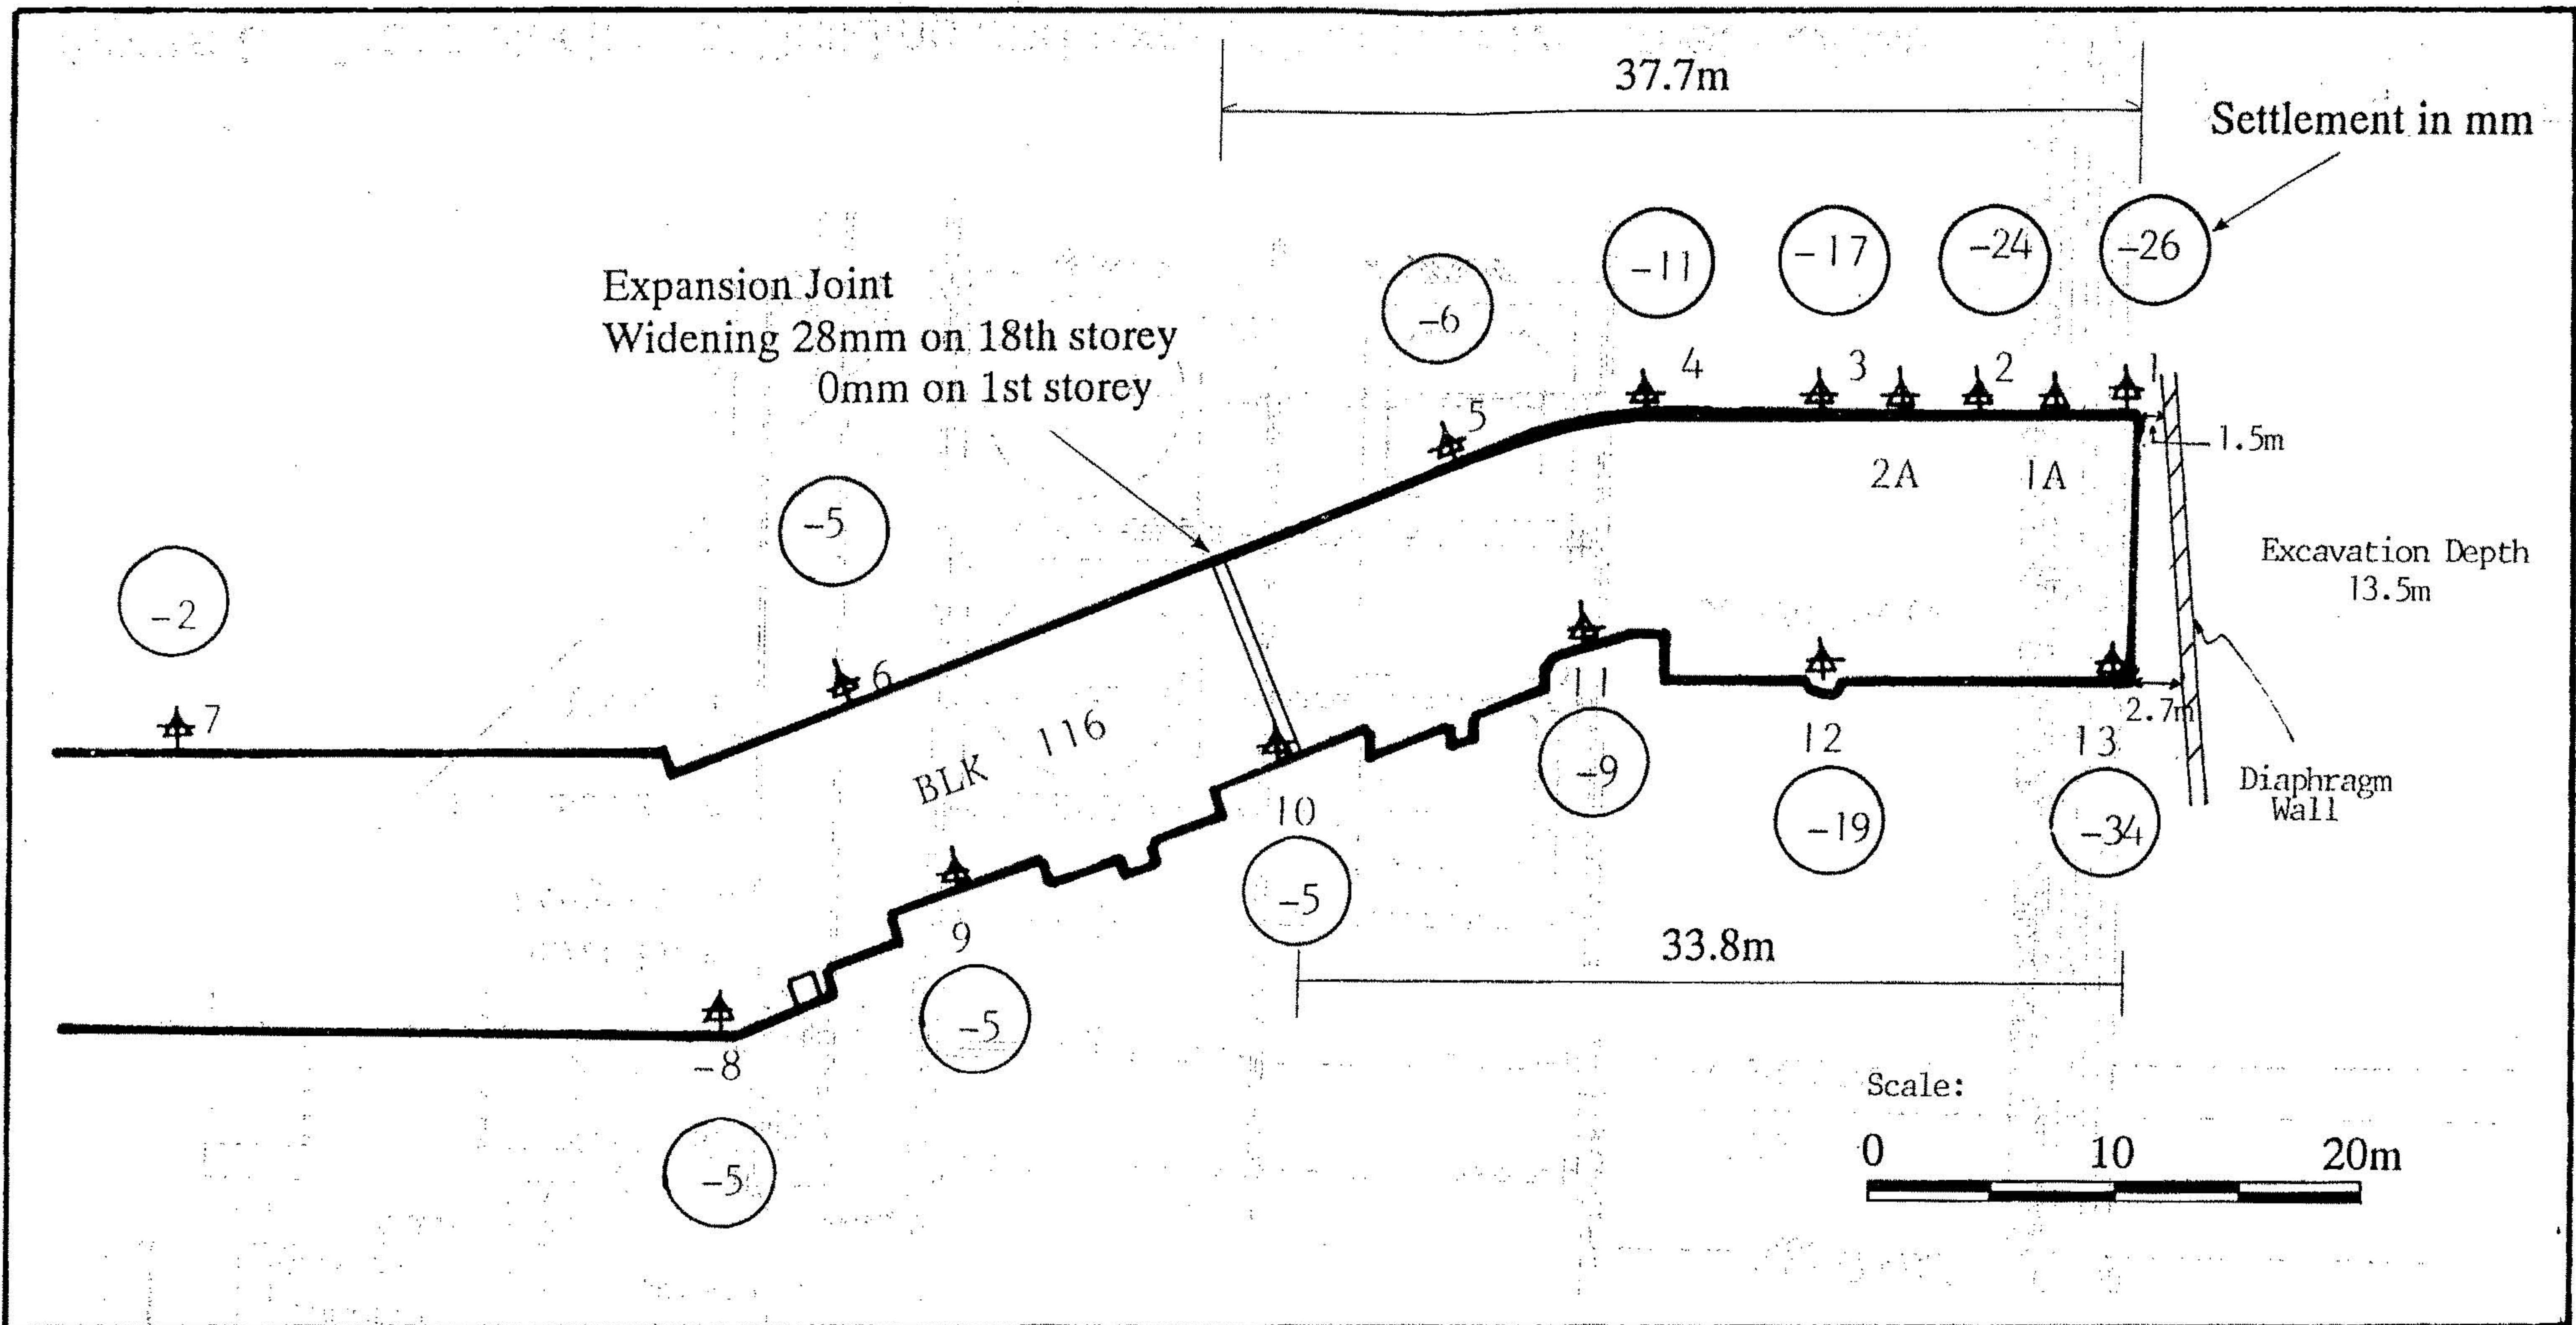 37.7m
Settlement in mm
-26
-24
-17
-11
-6
Expansion Joint
Widening 28mm on 18th storey
0mm on 1st storey
4
3
2
1
5
1.5m
2A
1A
-5
Excavation Depth
13.5m
-2
6
7
11
2.7m
BLK 116
12
13
-9
Diaphragm
Wall
10
-19
-34
-5
9
33.8m
-5
-8
Scale:
-5
0
10
20m